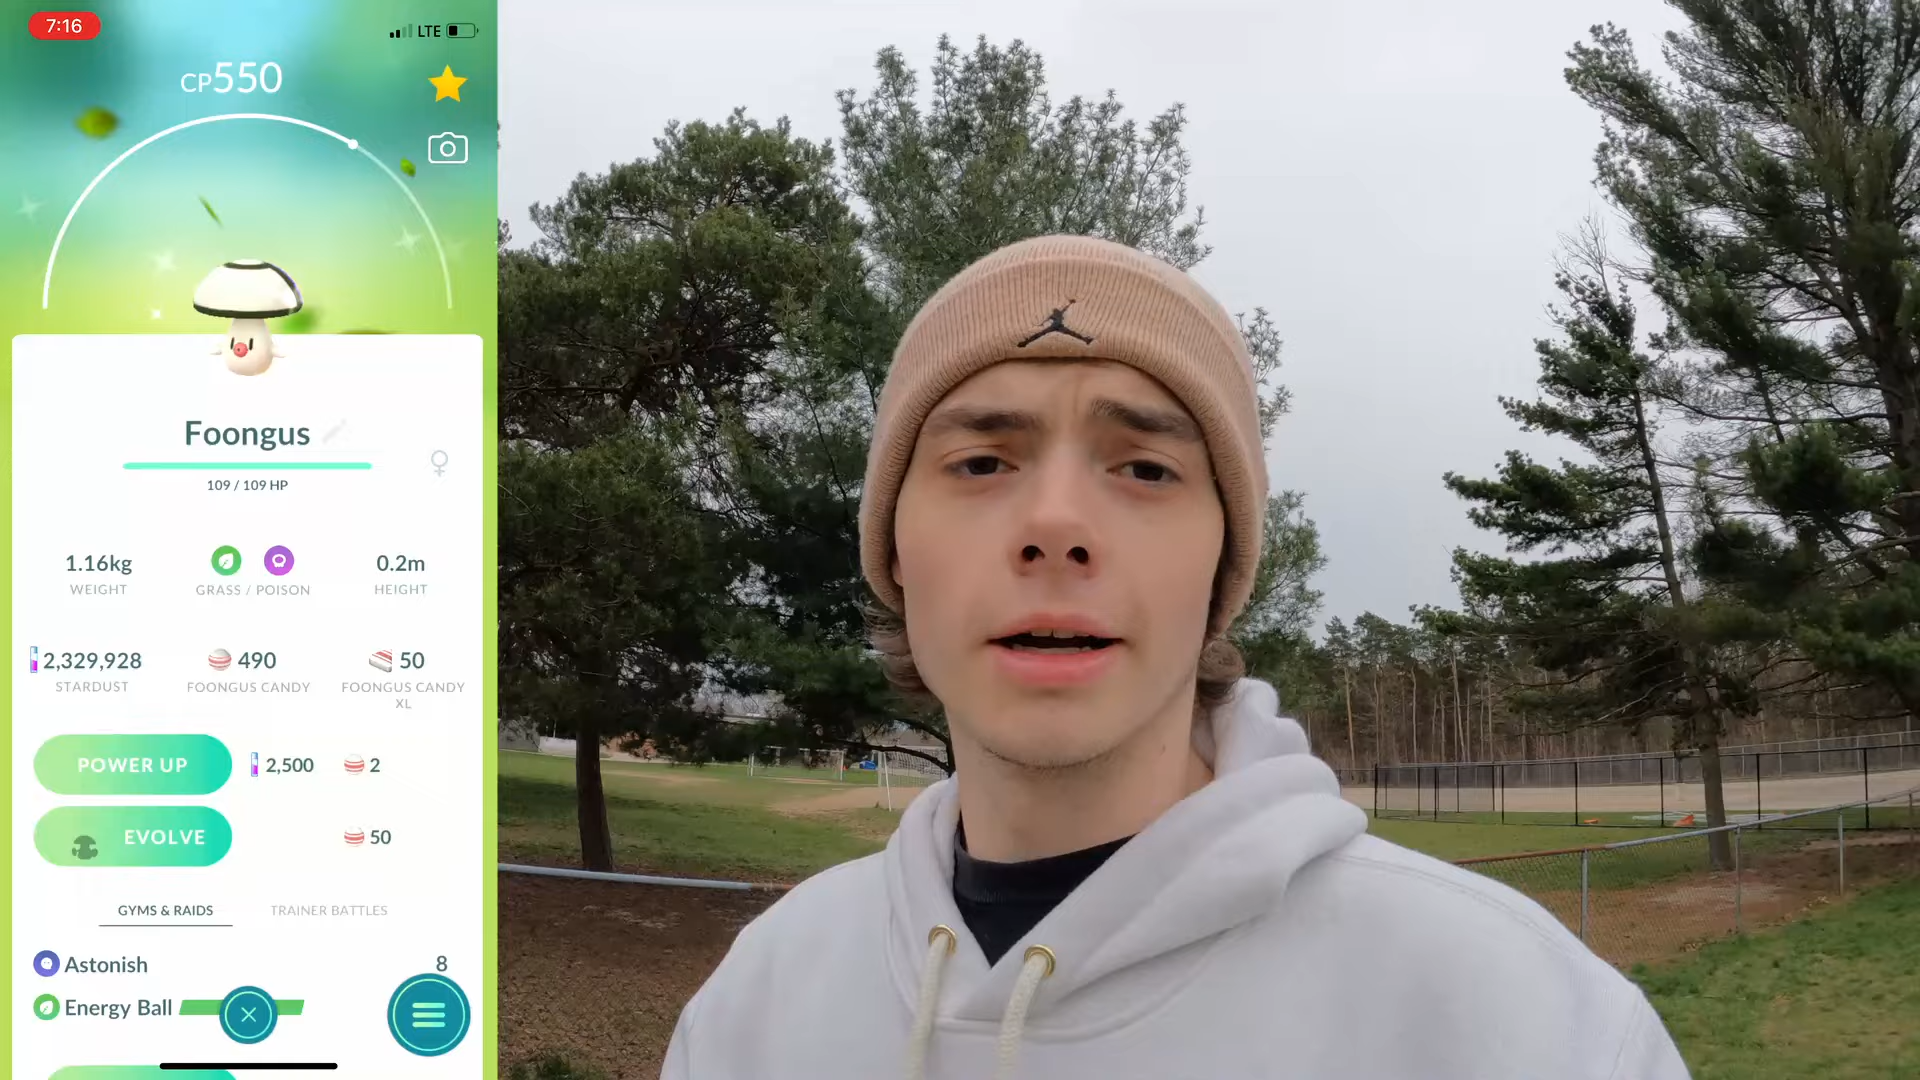 7:16
LTE
CP550
Foongus
109 / 109 HP
1.16kg
WEIGHT
GRASS / POISON
0.2m
HEIGHT
2,329,928
STARDUST
490
FOONGUS CANDY
50
FOONGUS CANDY
XL
POWER UP
2,500
2
EVOLVE
50
GYMS & RAIDS
TRAINER BATTLES
Astonish
8
Energy Ball